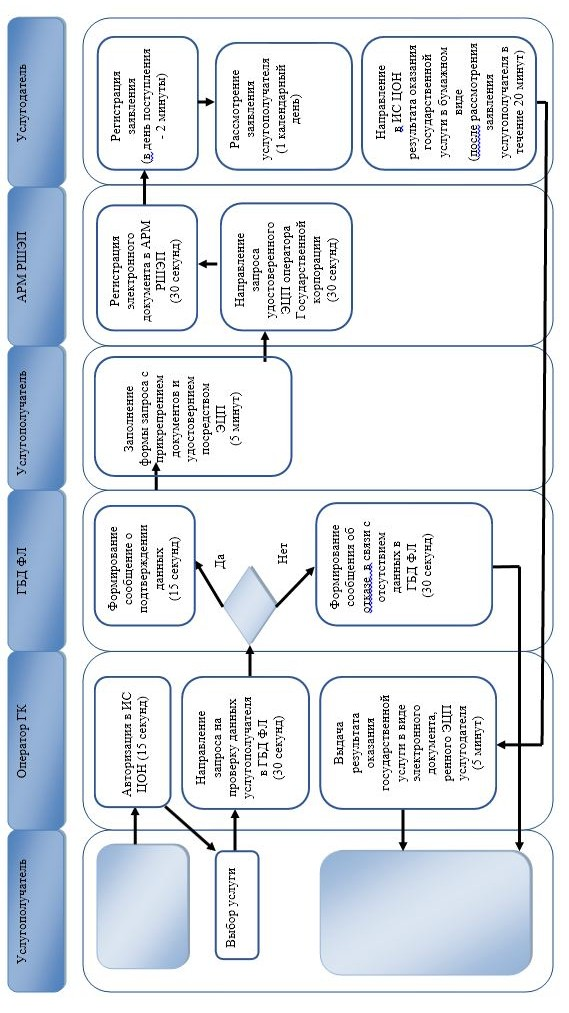 Услугополучатель
Оператор ГК
ГБД ФЛ
Услугополучатель
АРМ РШЭП
Услугодатель
Выбор услуги
Авторизация в ИС
ЦОН (15 секунд)
Направление
запроса на
проверку данных
услугополучателя
в ГБД ФЛ
(30 секунд)
Выдача
результата
оказания
государственной
услуги в виде
электронного
документа,
ренного ЭЦП
услугодателя
(5 минут)
Формирование
сообщение о
подтверждении
данных
(15 секунд)
Да
Нет
Формирование
сообщения об
отказе в связи с
отсутствием
данных в
ГБД ФЛ
(30 секунд)
Заполнение
формы запроса с
прикреплением
документов и
удостовернием
посредством
ЭЦП
(5 минут)
Регистрация
электронного
документа в АРМ
РШЭП
(30 секунд)
Направление
запроса
удостоверенного
ЭЦП оператора
Государственной
корпорации
(30 секунд)
Регистрация
заявления
(в день поступления
- 2 минуты)
Рассмотрение
заявления
услугополучателя
(1 календарный
день)
Направление
в ИС ЦОН
результата оказания
государственной
услуги в бумажном
виде
(после рассмотрения
заявления
услугополучателя в
течение 20 минут)